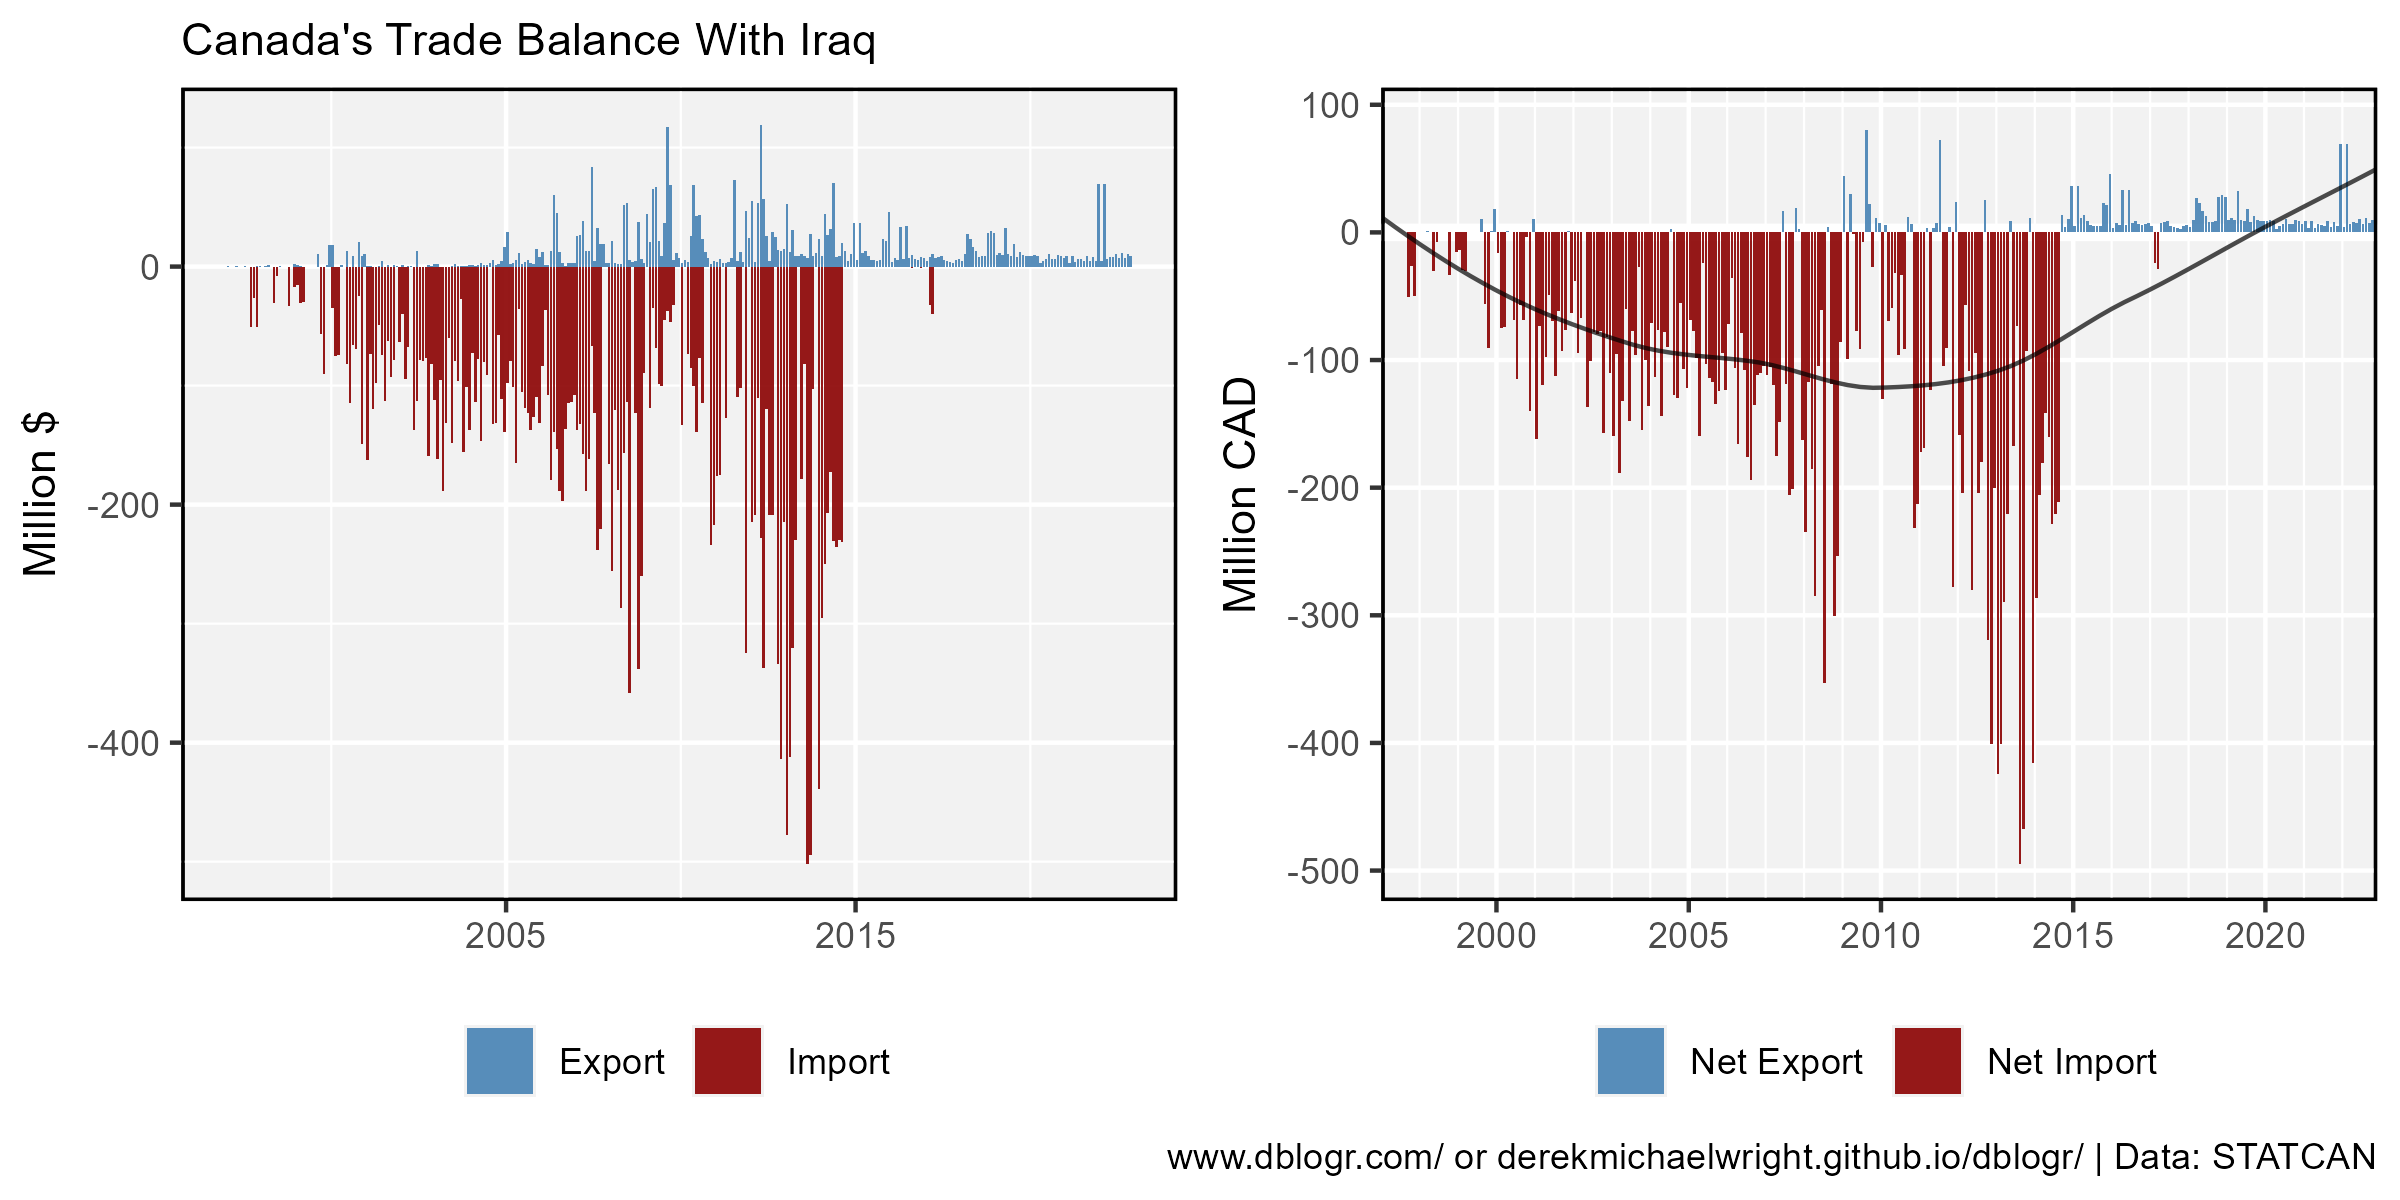 Canada's Trade Balance With Iraq
Million $
0
-200
-400
2005 2015
Export Import
Million CAD
100
0
-100
-200
-300
-400
-500
2000 2005 2010 2015 2020
Net Export Net Import
www.dblogr.com/ or derekmichaelwright.github.io/dblogr/ | Data: STATCAN